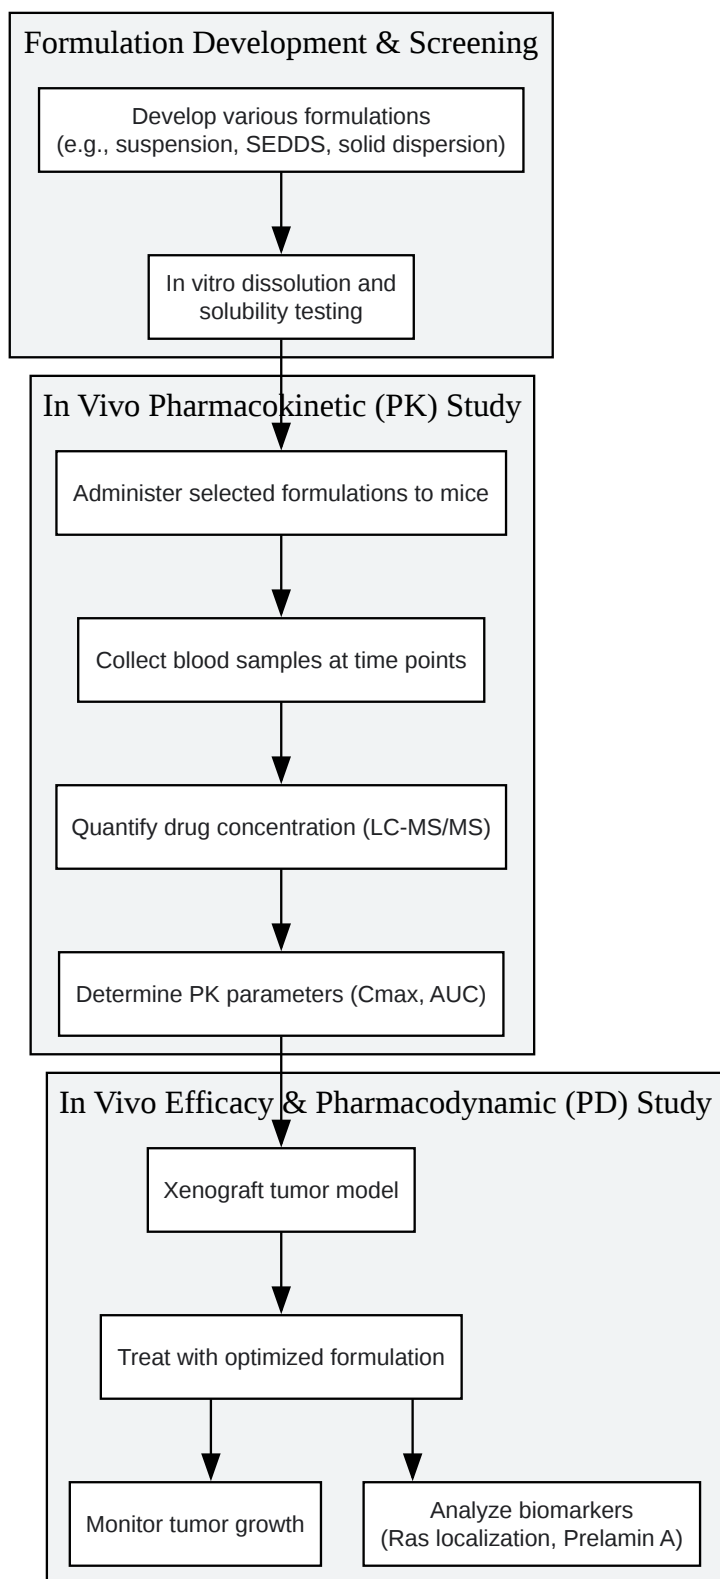 Formulation Development & Screening
Develop various formulations
(e.g., suspension, SEDDS, solid dispersion)
In vitro dissolution and
solubility testing
In Vivo Pharmacokinetic (PK) Study
Administer selected formulations to mice
Collect blood samples at time points
Quantify drug concentration (LC-MS/MS)
Determine PK parameters (Cmax, AUC)
In Vivo Efficacy & Pharmacodynamic (PD) Study
Xenograft tumor model
Treat with optimized formulation
Monitor tumor growth
Analyze biomarkers
(Ras localization, Prelamin A)